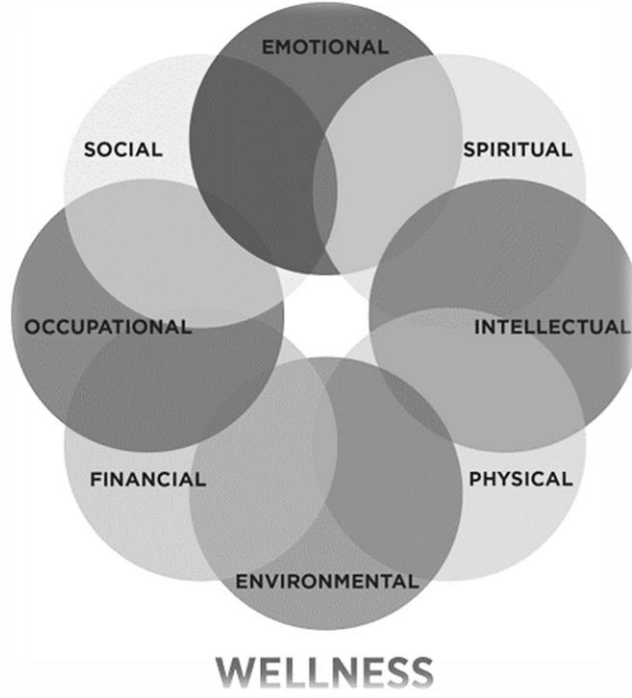 EMOTIONAL
SOCIAL
SPIRITUAL
OCCUPATIONAL
INTELLECTUAL
FINANCIAL
PHYSICAL
ENVIRONMENTAL
WELLNESS